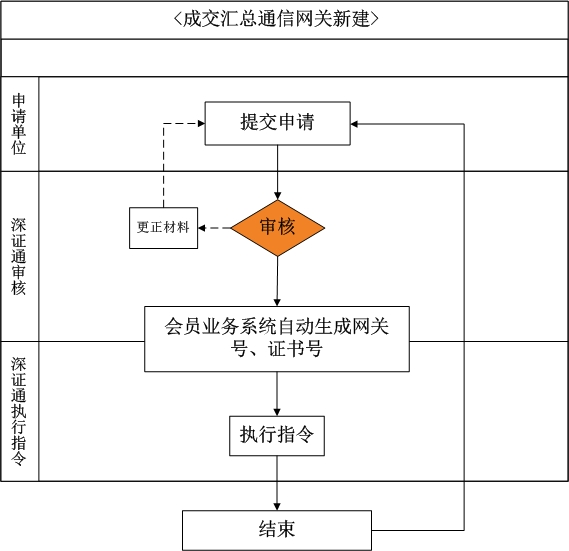 <成交汇总通信网关新建>
申请单位
提交申请
深证通审核
更正材料
审核
会员业务系统自动生成网关
号、证书号
深证通执行指令
执行指令
结束